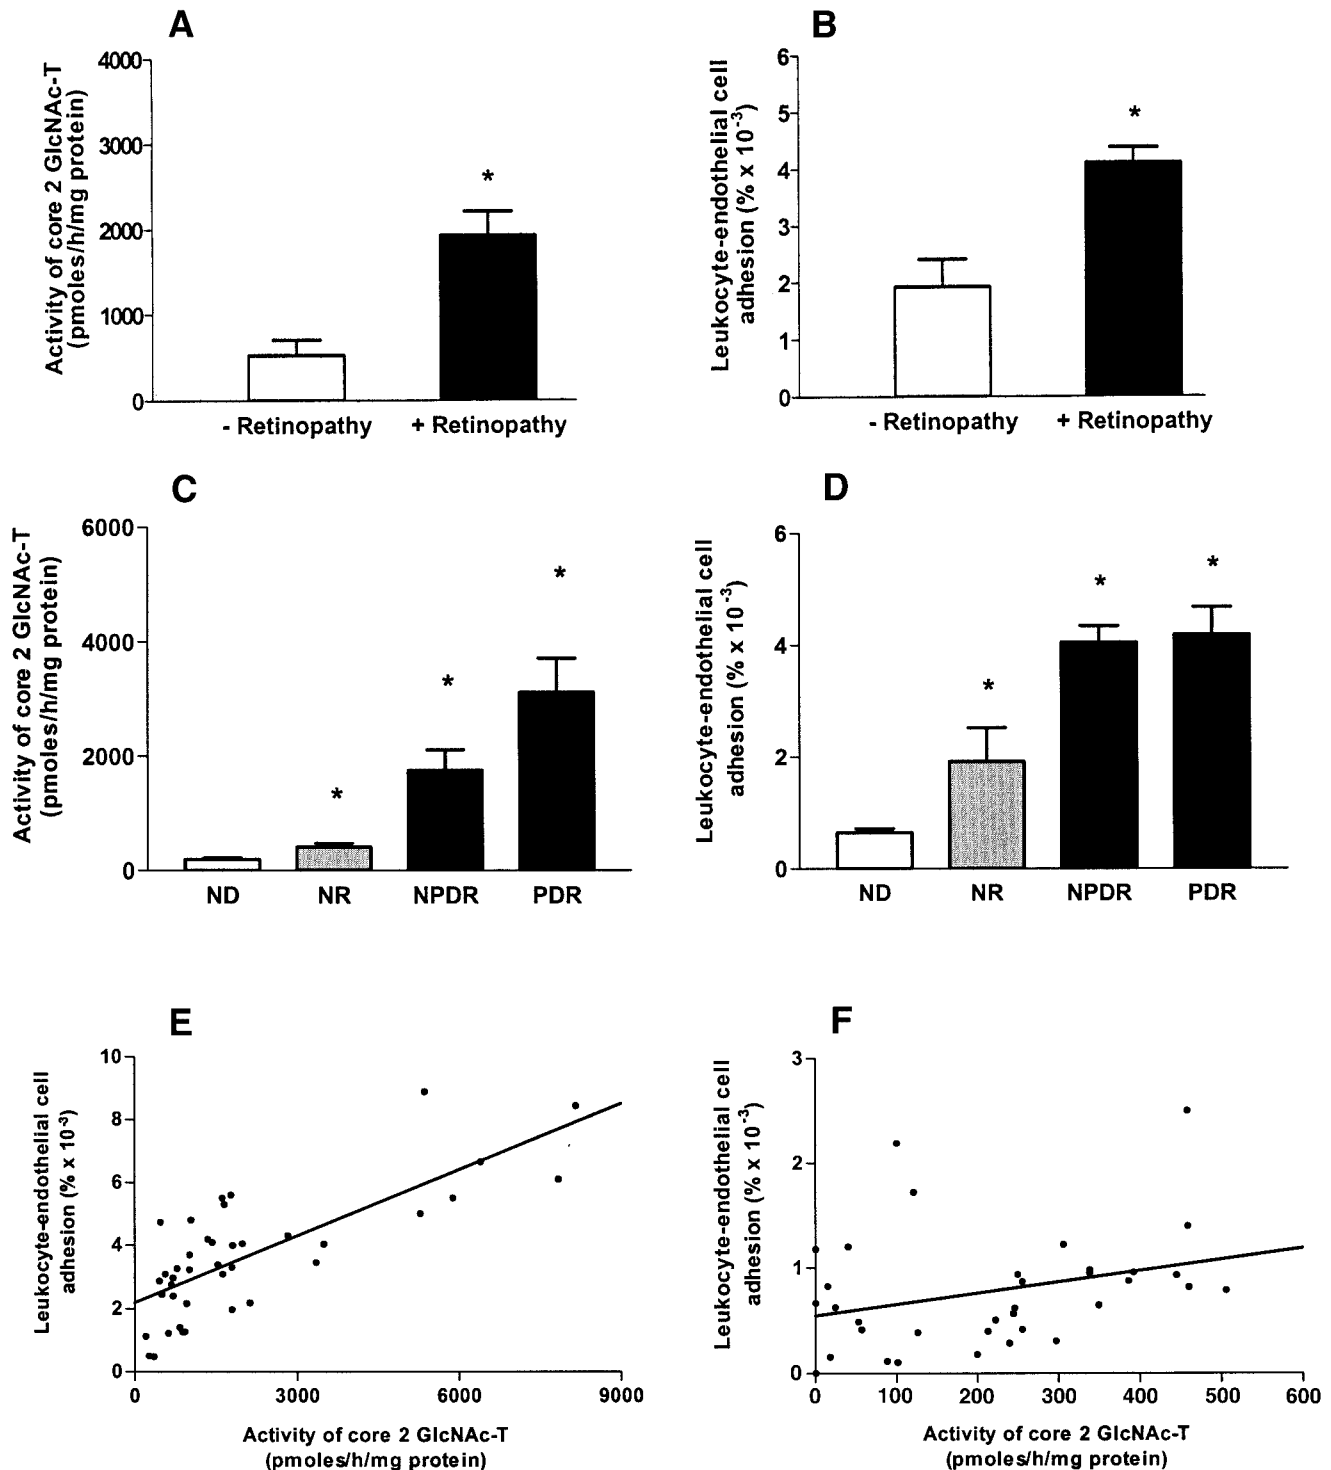 A
Activity of core 2 GlcNAc-T
(pmoles/h/mg protein)
4000
3000
2000
1000
0
*
- Retinopathy
+ Retinopathy
B
Leukocyte-endothelial cell
adhesion (% x 10-3)
6
5
4
3
2
1
0
*
- Retinopathy
+ Retinopathy
C
Activity of core 2 GlcNAc-T
(pmoles/h/mg protein)
6000
4000
2000
0
*
*
*
ND
NR
NPDR
PDR
D
Leukocyte-endothelial cell
adhesion (% x 10-3)
6
4
2
0
*
*
*
ND
NR
NPDR
PDR
E
Leukocyte-endothelial cell
adhesion (% x 10-3)
10
8
6
4
2
0
0
3000
6000
9000
Activity of core 2 GlcNAc-T
(pmoles/h/mg protein)
F
Leukocyte-endothelial cell
adhesion (% x 10-3)
3
2
1
0
0
100
200
300
400
500
600
Activity of core 2 GlcNAc-T
(pmoles/h/mg protein)